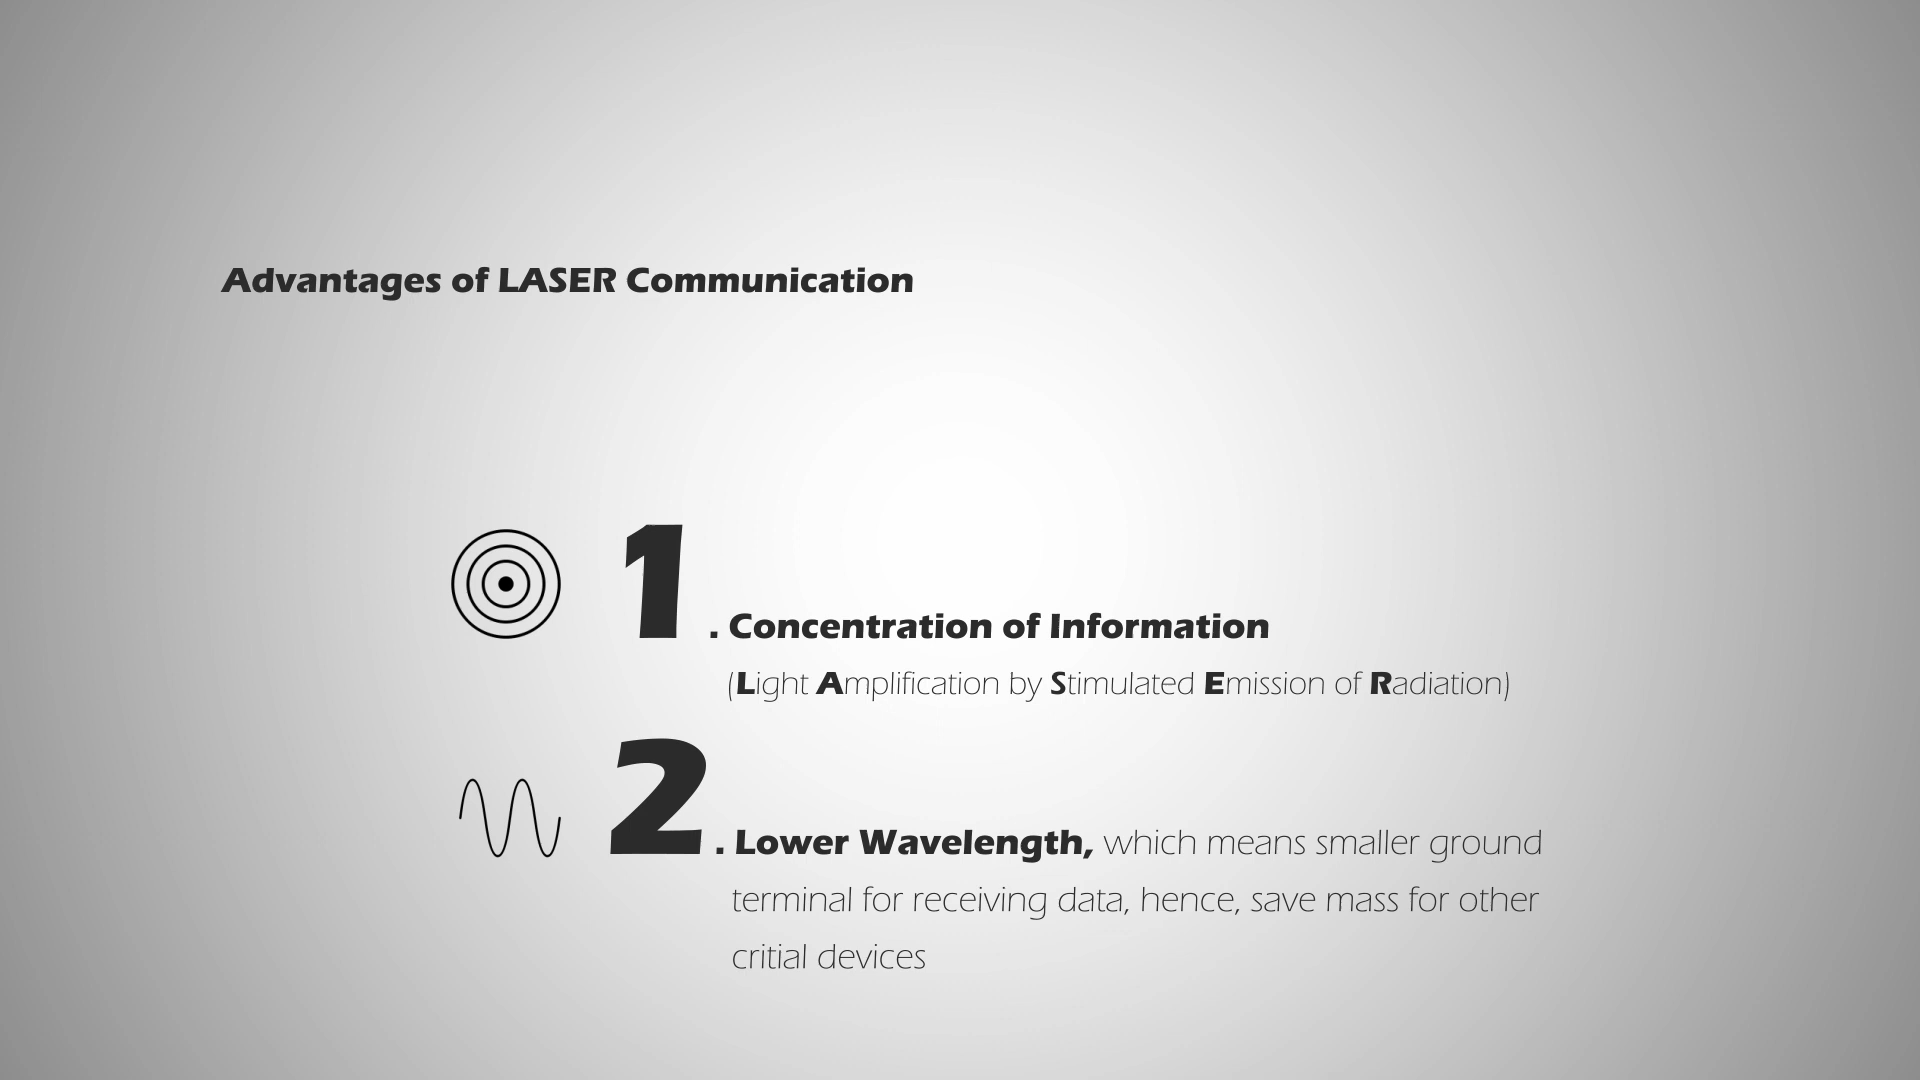 Advantages of LASER Communication
1. Concentration of Information
(Light Amplification by Stimulated Emission of Radiation)
2. Lower Wavelength, which means smaller ground
terminal for receiving data, hence, save mass for other
critial devices